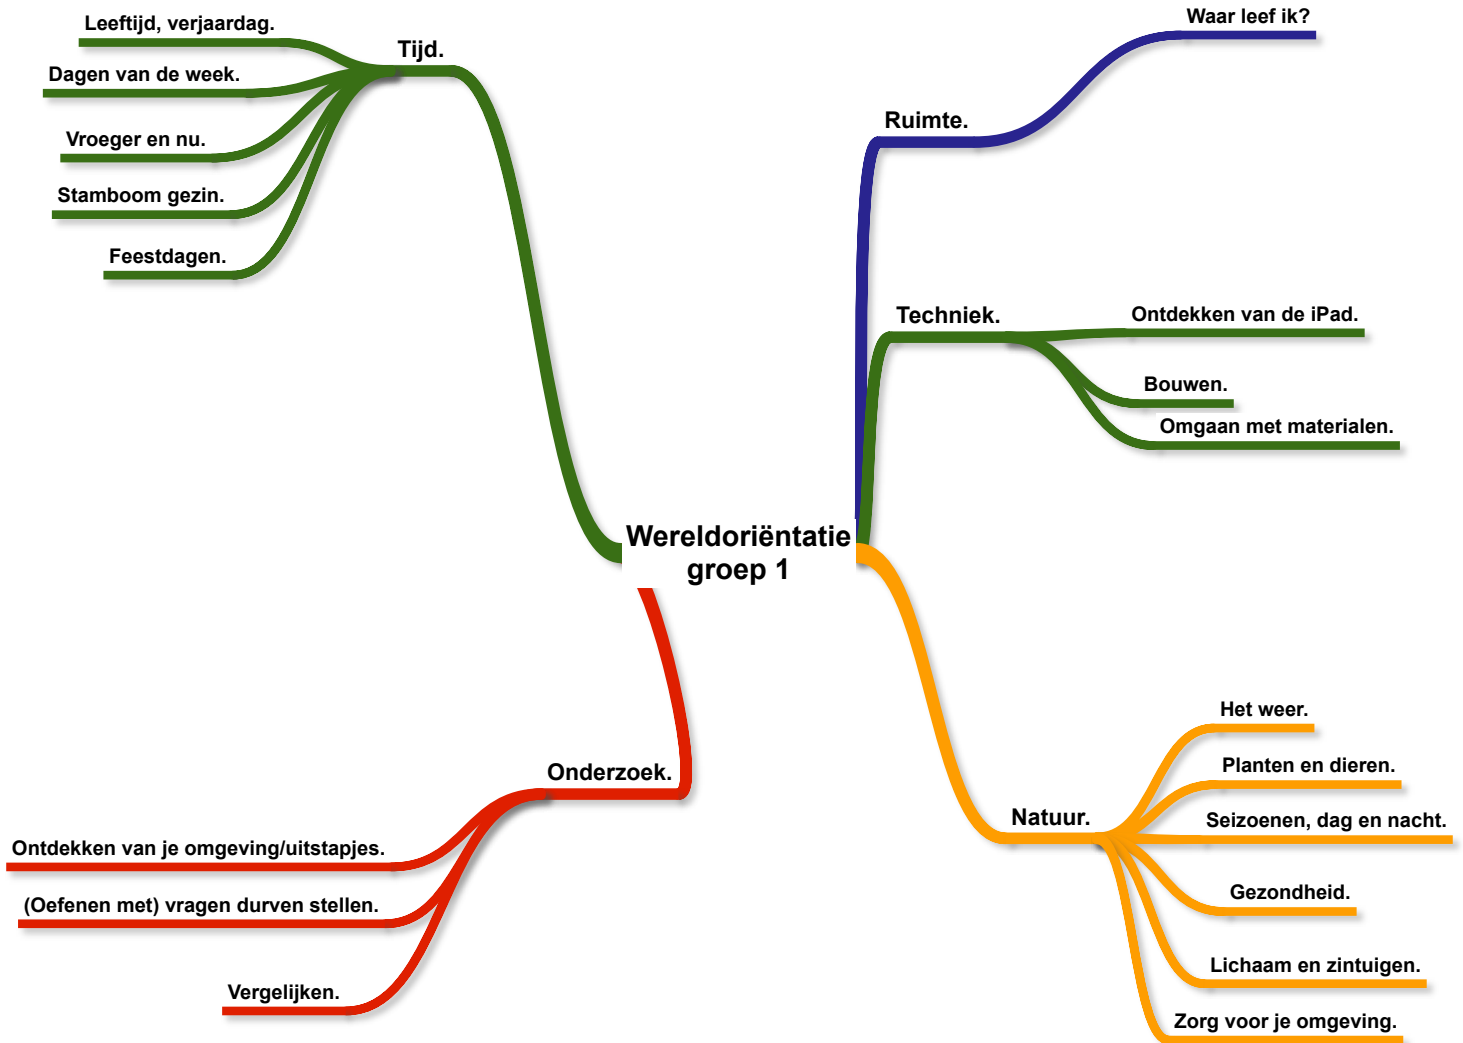 Leeftijd, verjaardag.
Tijd.
Dagen van de week.
Vroeger en nu.
Stamboom gezin.
Feestdagen.
Waar leef ik?
Ruimte.
Techniek.
Ontdekken van de iPad.
Bouwen.
Omgaan met materialen.
Wereldoriëntatie
groep 1
Onderzoek.
Ontdekken van je omgeving/uitstapjes.
(Oefenen met) vragen durven stellen.
Vergelijken.
Natuur.
Het weer.
Planten en dieren.
Seizoenen, dag en nacht.
Gezondheid.
Lichaam en zintuigen.
Zorg voor je omgeving.